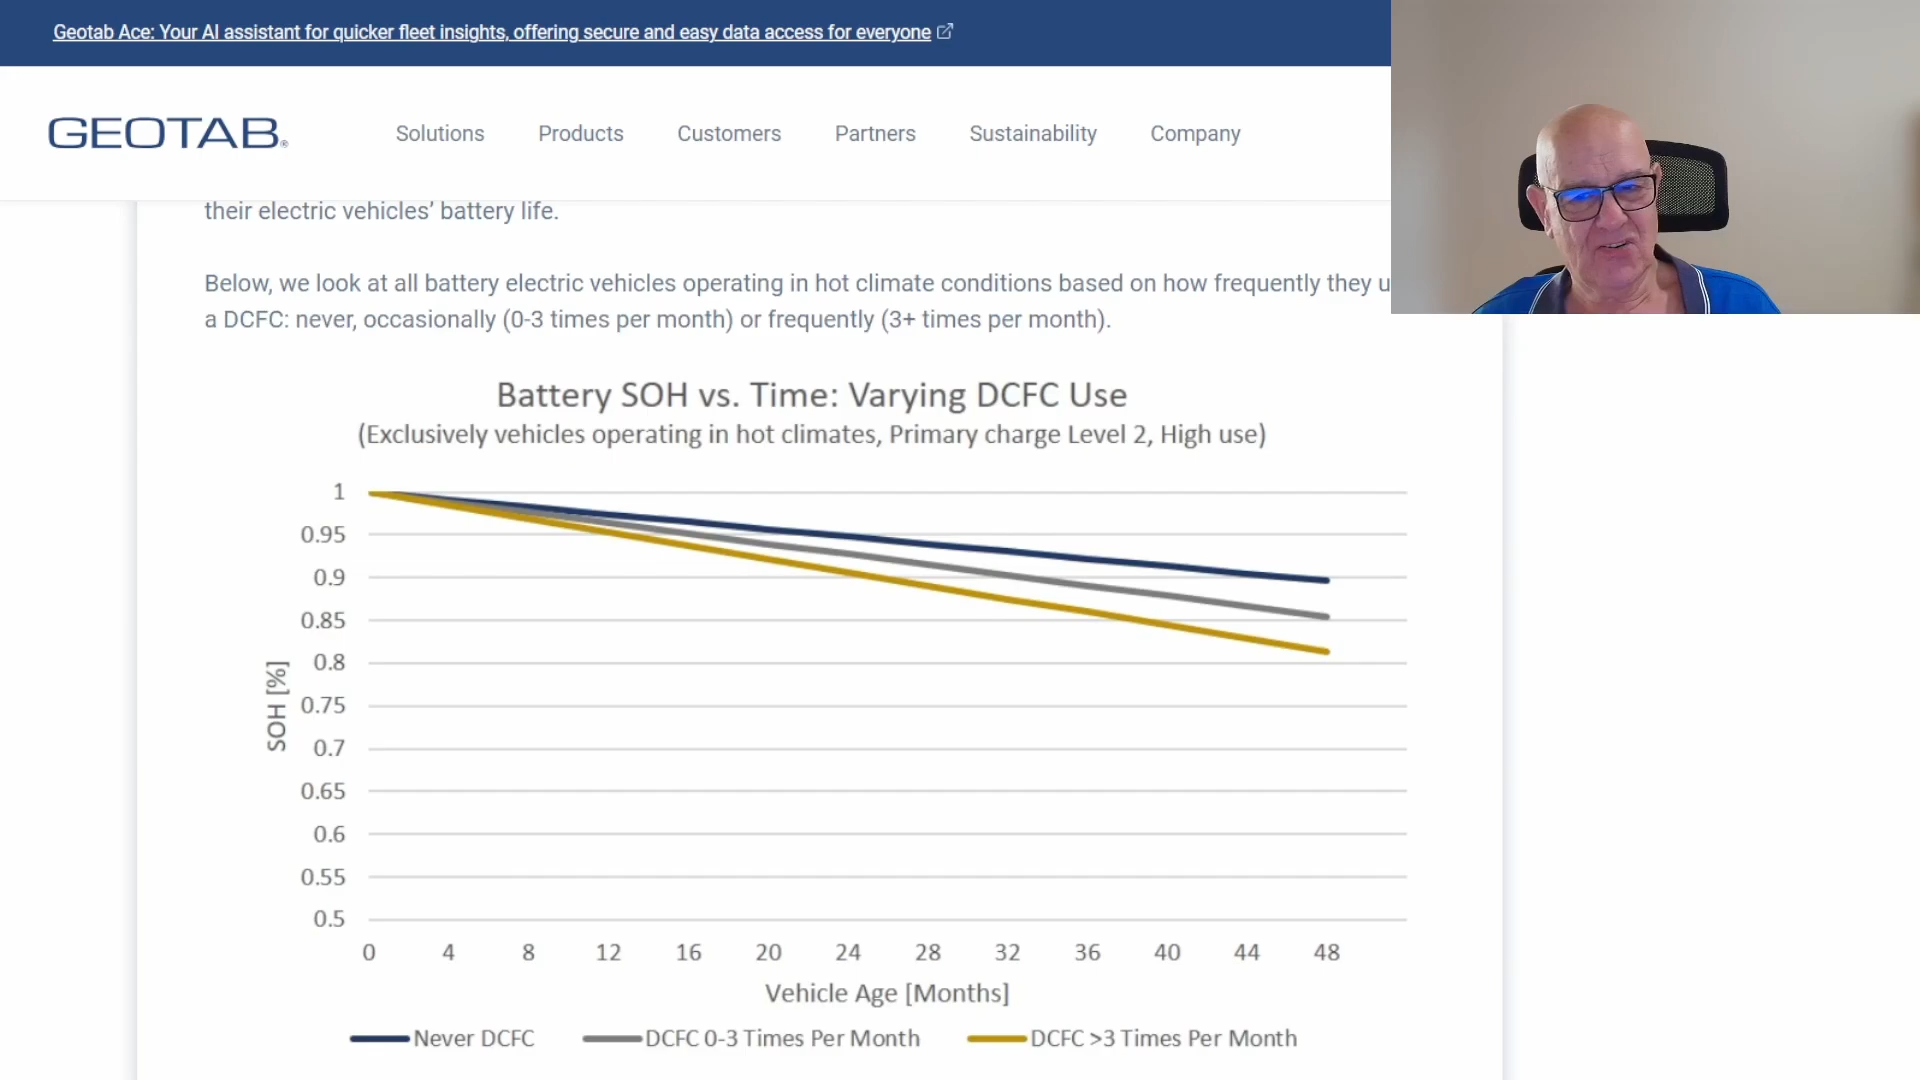 Geotab Ace: Your AI assistant for quicker fleet insights, offering secure and easy data access for everyone
GEOTAB®
Solutions
Products
Customers
Partners
Sustainability
Company
their electric vehicles’ battery life.
Below, we look at all battery electric vehicles operating in hot climate conditions based on how frequently they u
a DCFC: never, occasionally (0-3 times per month) or frequently (3+ times per month).
Battery SOH vs. Time: Varying DCFC Use
(Exclusively vehicles operating in hot climates, Primary charge Level 2, High use)
SOH [%]
1
0.95
0.9
0.85
0.8
0.75
0.7
0.65
0.6
0.55
0.5
0 4 8 12 16 20 24 28 32 36 40 44 48
Vehicle Age [Months]
Never DCFC
DCFC 0-3 Times Per Month
DCFC >3 Times Per Month